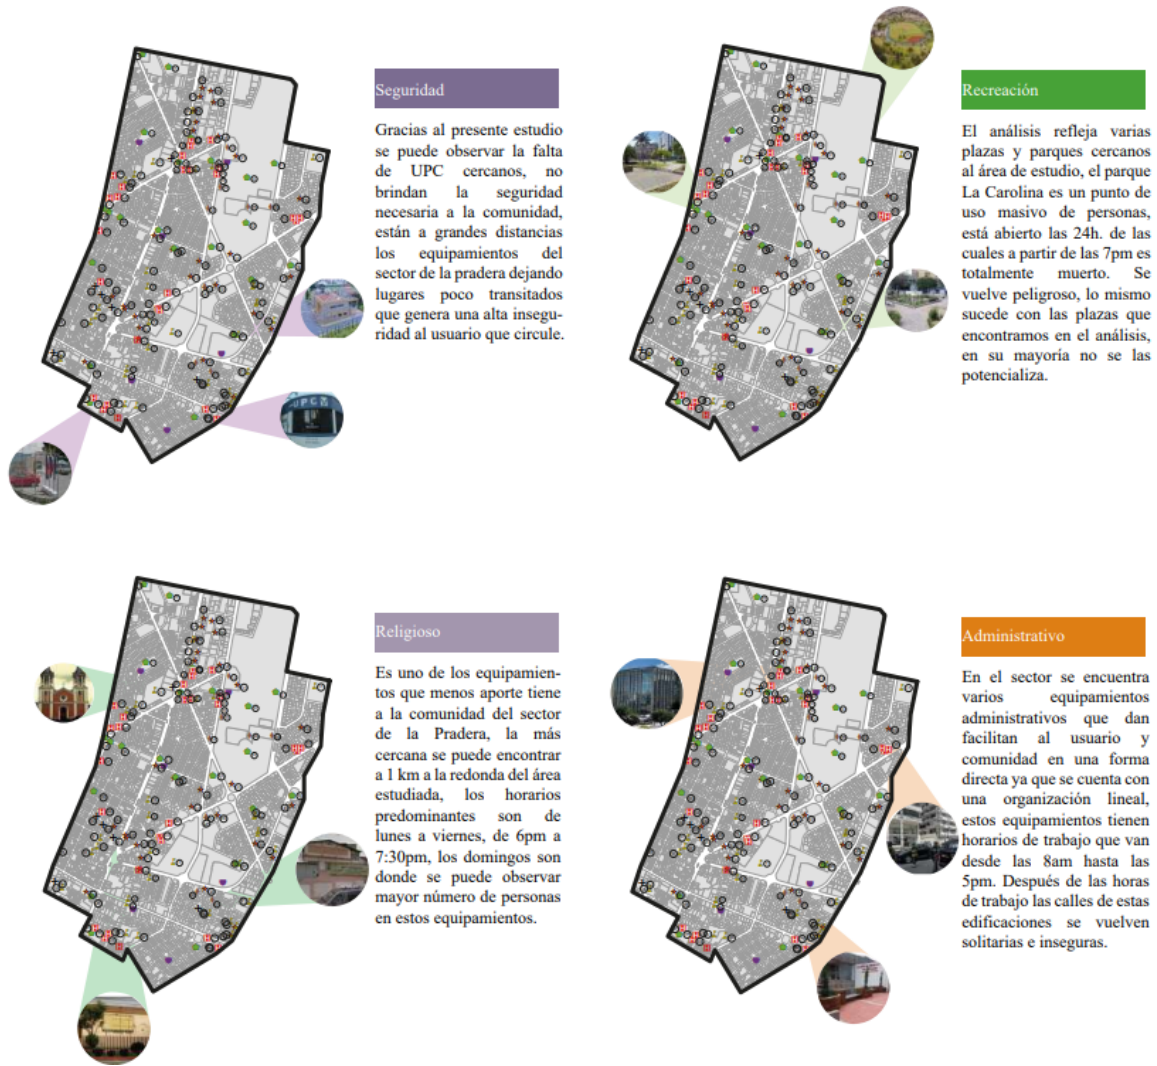 Seguridad
Gracias al presente estudio
se puede observar la falta
de UPC cercanos, no
brindan la seguridad
necesaria a la comunidad,
están a grandes distancias
los equipamientos del
sector de la pradera dejando
lugares poco transitados
que genera una alta insegu-
ridad al usuario que circule.
UPC
Recreación
El análisis refleja varias
plazas y parques cercanos
al área de estudio, el parque
La Carolina es un punto de
uso masivo de personas,
está abierto las 24h. de las
cuales a partir de las 7pm es
totalmente muerto. Se
vuelve peligroso, lo mismo
sucede con las plazas que
encontramos en el análisis,
en su mayoría no se las
potencializa.
Religioso
Es uno de los equipamien-
tos que menos aporte tiene
a la comunidad del sector
de la Pradera, la más
cercana se puede encontrar
a 1 km a la redonda del área
estudiada, los horarios
predominantes son de
lunes a viernes, de 6pm a
7:30pm, los domingos son
donde se puede observar
mayor número de personas
en estos equipamientos.
Administrativo
En el sector se encuentra
varios equipamientos
administrativos que dan
facilitan al usuario y
comunidad en una forma
directa ya que se cuenta con
una organización lineal,
estos equipamientos tienen
horarios de trabajo que van
desde las 8am hasta las
5pm. Después de las horas
de trabajo las calles de estas
edificaciones se vuelven
solitarias e inseguras.